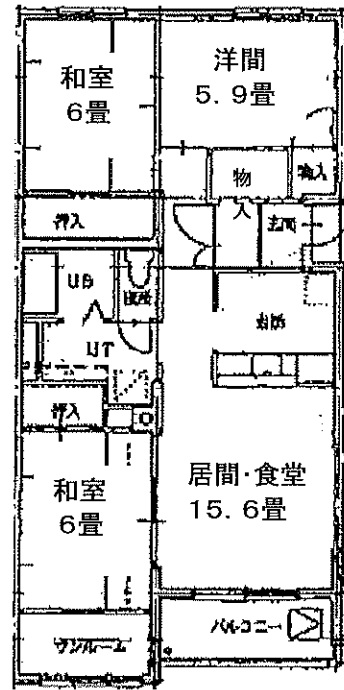 和室
6畳
洋間
5.9畳
物
入
物入
玄関
押入
UB
便所
台所
UT
押入
和室
6畳
居間・食堂
15.6畳
サンルーム
バルコニー